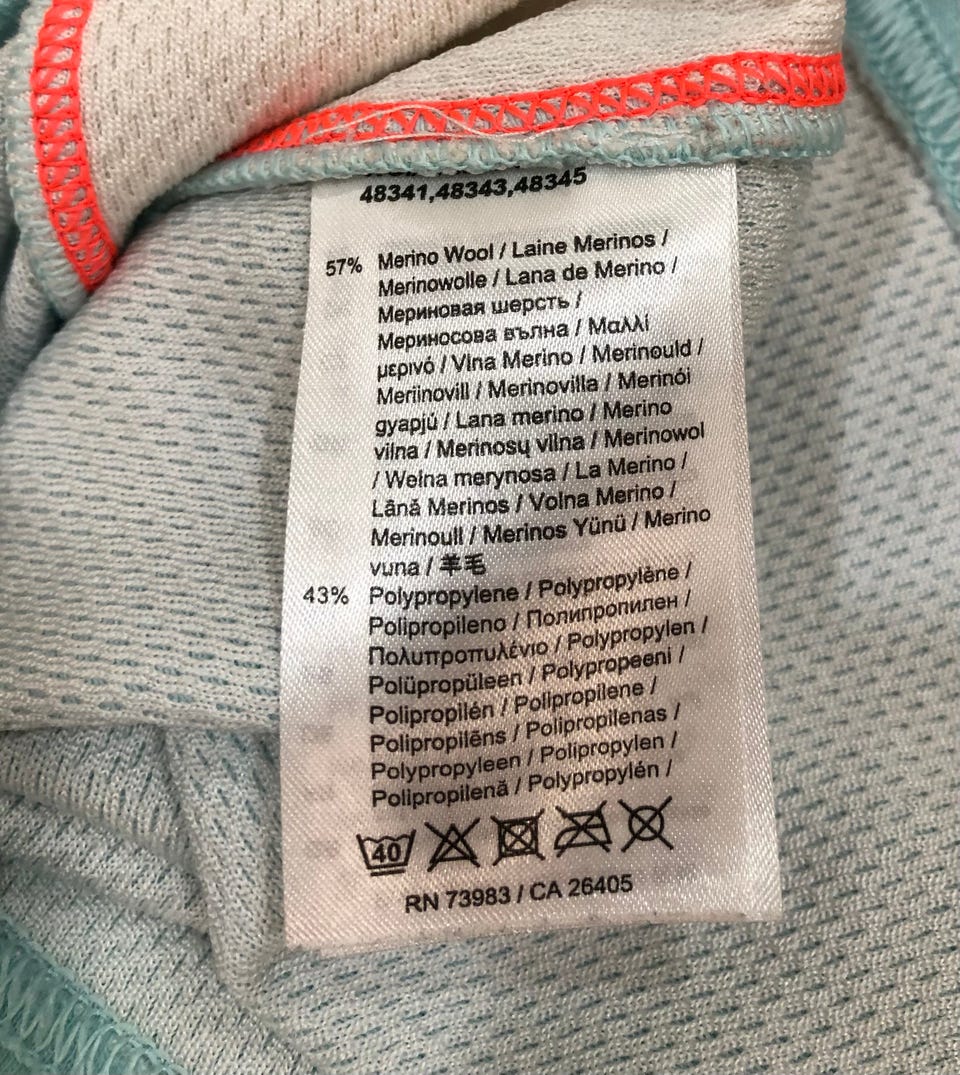 48341,48343,48345
57% Merino Wool / Laine Merinos /
Merinowolle / Lana de Merino /
Мериновая шерсть /
Мериносова вълна / Μαλλί
μερινό / Vlna Merino / Merinould /
Meriinovill / Merinovilla / Merinói
gyapjú / Lana merino / Merino
vilna / Merinosų vilna / Merinowol
/ Wełna merynosa / La Merino /
Lână Merinos / Volna Merino /
Merinoull / Merinos Yünü / Merino
vuna / 羊毛
43% Polypropylene / Polypropylène /
Polipropileno / Полипропилен /
Πολυπροπυλένιο / Polypropylen /
Polüpropüleen / Polypropeeni /
Polipropilén / Polipropilene /
Polipropilēns / Polipropilenas /
Polypropyleen / Polipropylen /
Polipropilenă / Polypropylén /
40
RN 73983 / CA 26405